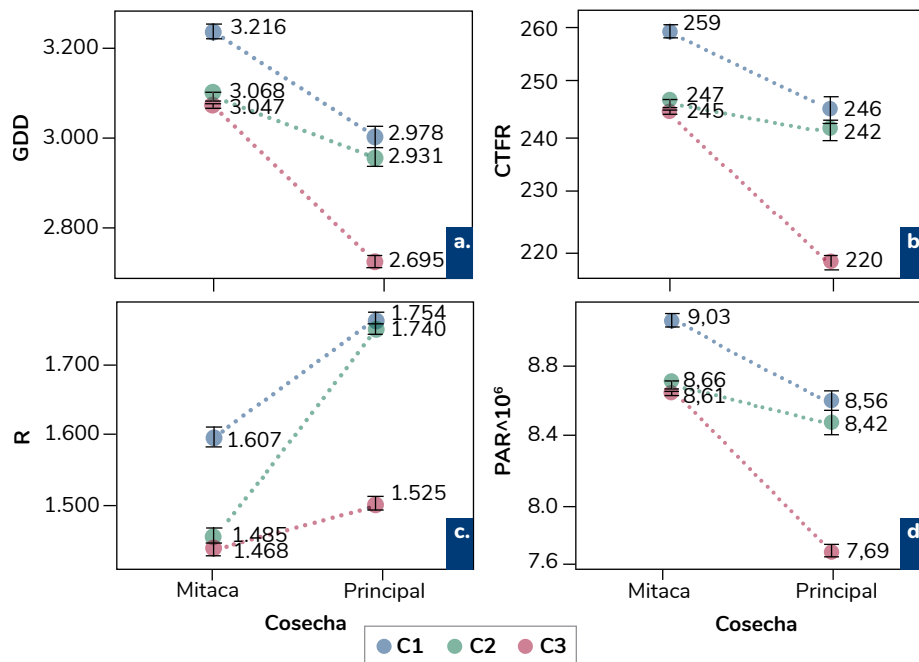 GDD
3.200
3.000
2.800
3.216
3.068
3.047
2.978
2.931
2.695
a.
CTFR
260
250
240
230
220
259
247
245
246
242
220
b
R
1.700
1.600
1.500
1.607
1.485
1.468
1.754
1.740
1.525
c.
Mitaca
Principal
Cosecha
PAR^10⁶
8.8
8.4
8.0
7.6
9,03
8,66
8,61
8,56
8,42
7,69
d
Mitaca
Principal
Cosecha
C1 C2 C3